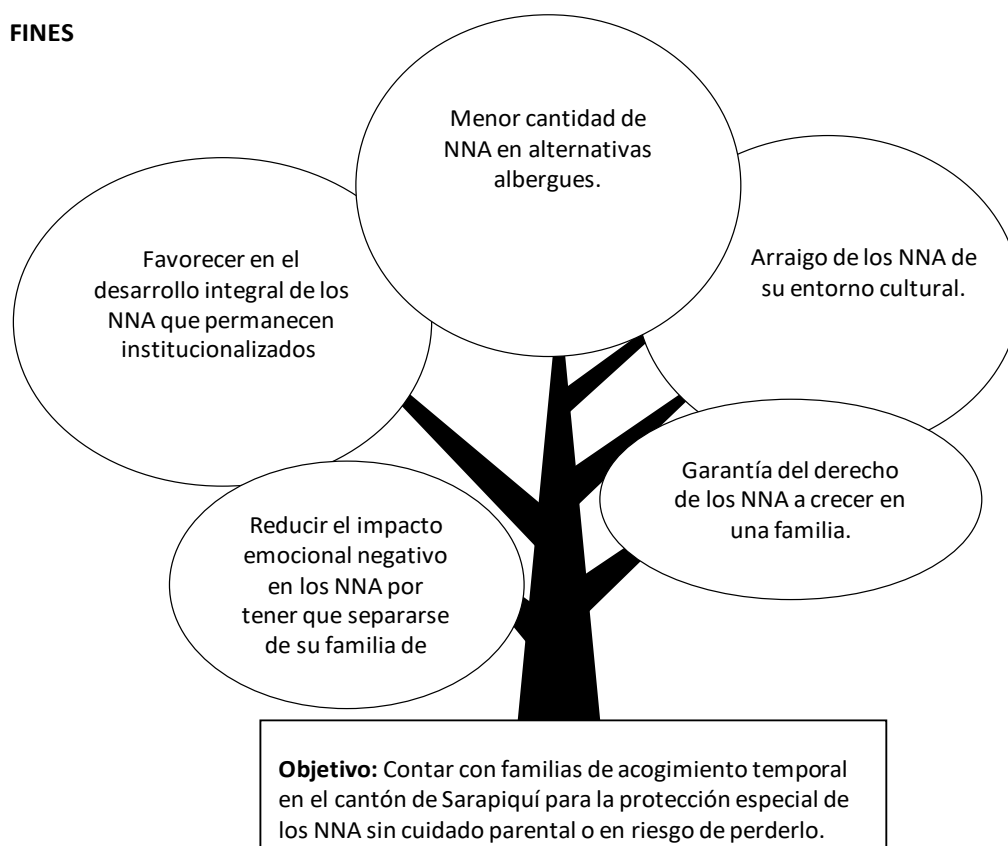 FINES
Menor cantidad de
NNA en alternativas
albergues.
Favorecer en el
desarrollo integral de los
NNA que permanecen
institucionalizados
Arraigo de los NNA de
su entorno cultural.
Garantía del derecho
de los NNA a crecer en
una familia.
Reducir el impacto
emocional negativo
en los NNA por
tener que separarse
de su familia de
Objetivo: Contar con familias de acogimiento temporal
en el cantón de Sarapiquí para la protección especial de
los NNA sin cuidado parental o en riesgo de perderlo.